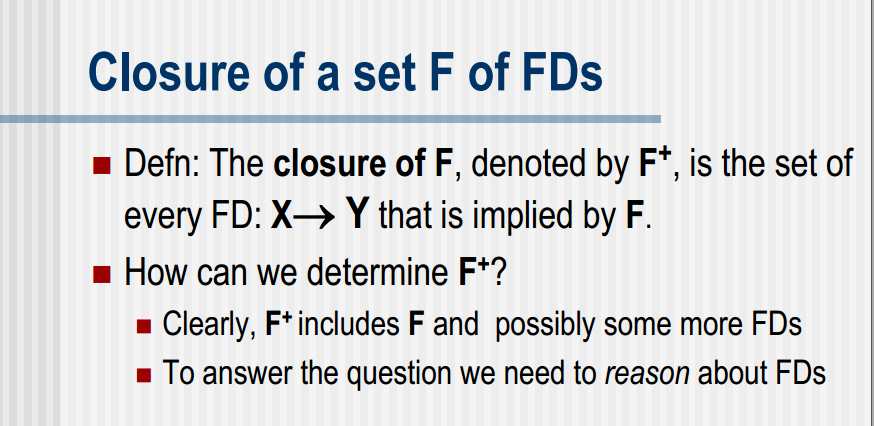 Closure of a set F of FDs
■ Defn: The closure of F, denoted by F⁺, is the set of
every FD: X→ Y that is implied by F.
■ How can we determine F⁺?
■ Clearly, F⁺ includes F and possibly some more FDs
■ To answer the question we need to reason about FDs